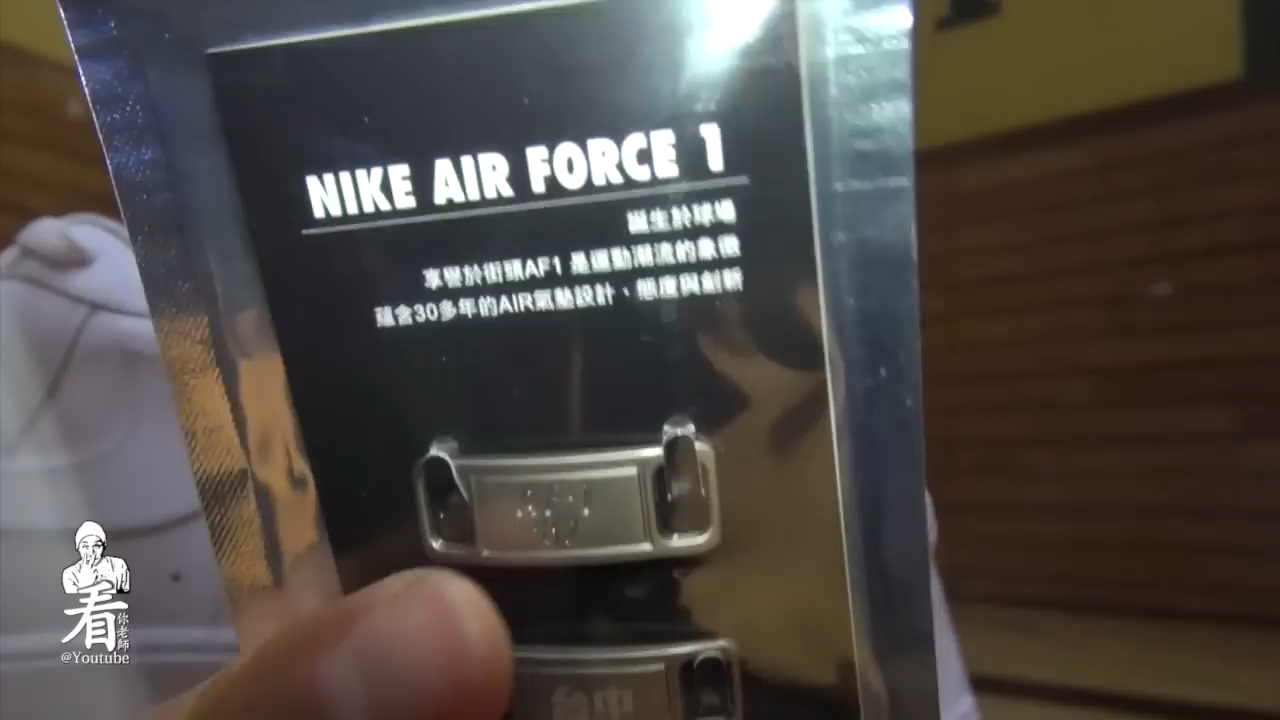 NIKE AIR FORCE 1
誕生於球場
享譽於街頭AF1 是運動潮流的象徵
蘊含30多年的AIR氣墊設計、態度與創新
台中
看
你老師
@Youtube